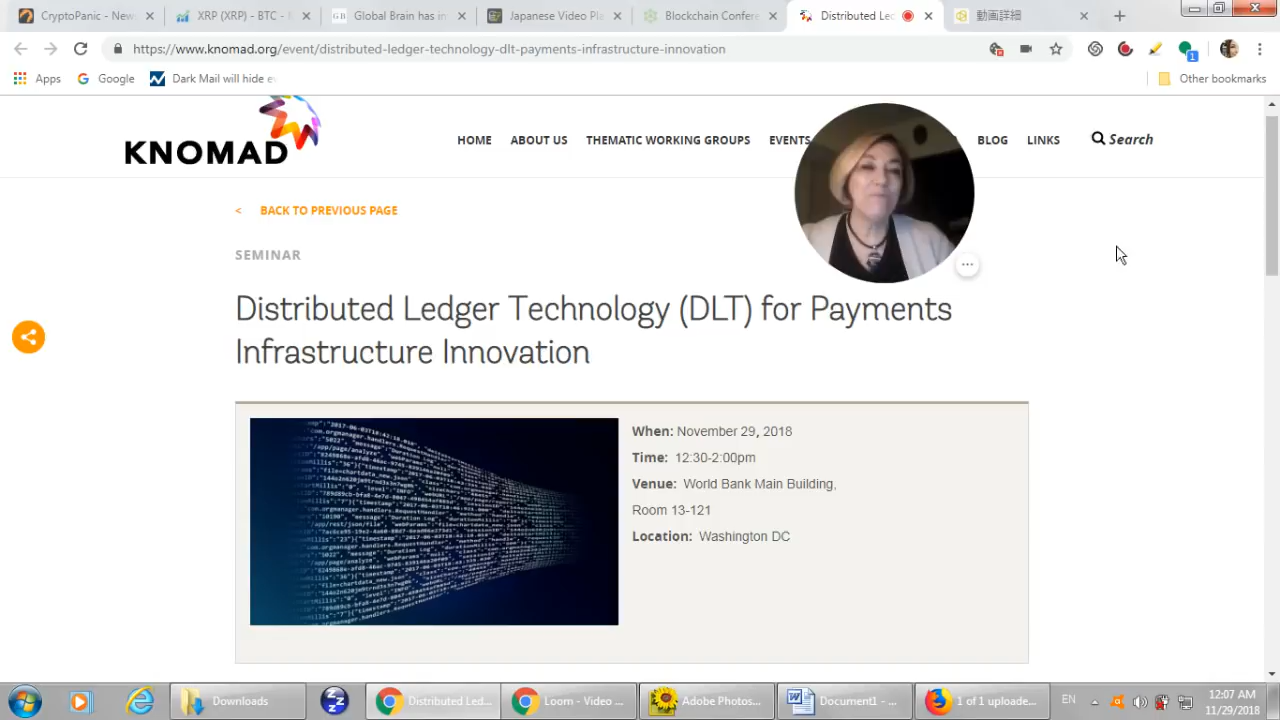 CryptoPanic - New
XRP (XRP) - BTC -
Global Brain has in
Japanese Video Pla
Blockchain Confere
Distributed Lec
動画詳細
https://www.knomad.org/event/distributed-ledger-technology-dlt-payments-infrastructure-innovation
1
Apps
Google
Dark Mail will hide e
Other bookmarks
KNOMAD
HOME
ABOUT US
THEMATIC WORKING GROUPS
EVENTS
BLOG
LINKS
Search
< BACK TO PREVIOUS PAGE
SEMINAR
Distributed Ledger Technology (DLT) for Payments
Infrastructure Innovation
When: November 29, 2018
Time: 12:30-2:00pm
Venue: World Bank Main Building,
Room 13-121
Location: Washington DC
Downloads
Distributed Led...
Loom - Video ...
Adobe Photos...
Document1 - ...
1 of 1 uploade...
EN
12:07 AM
11/29/2018